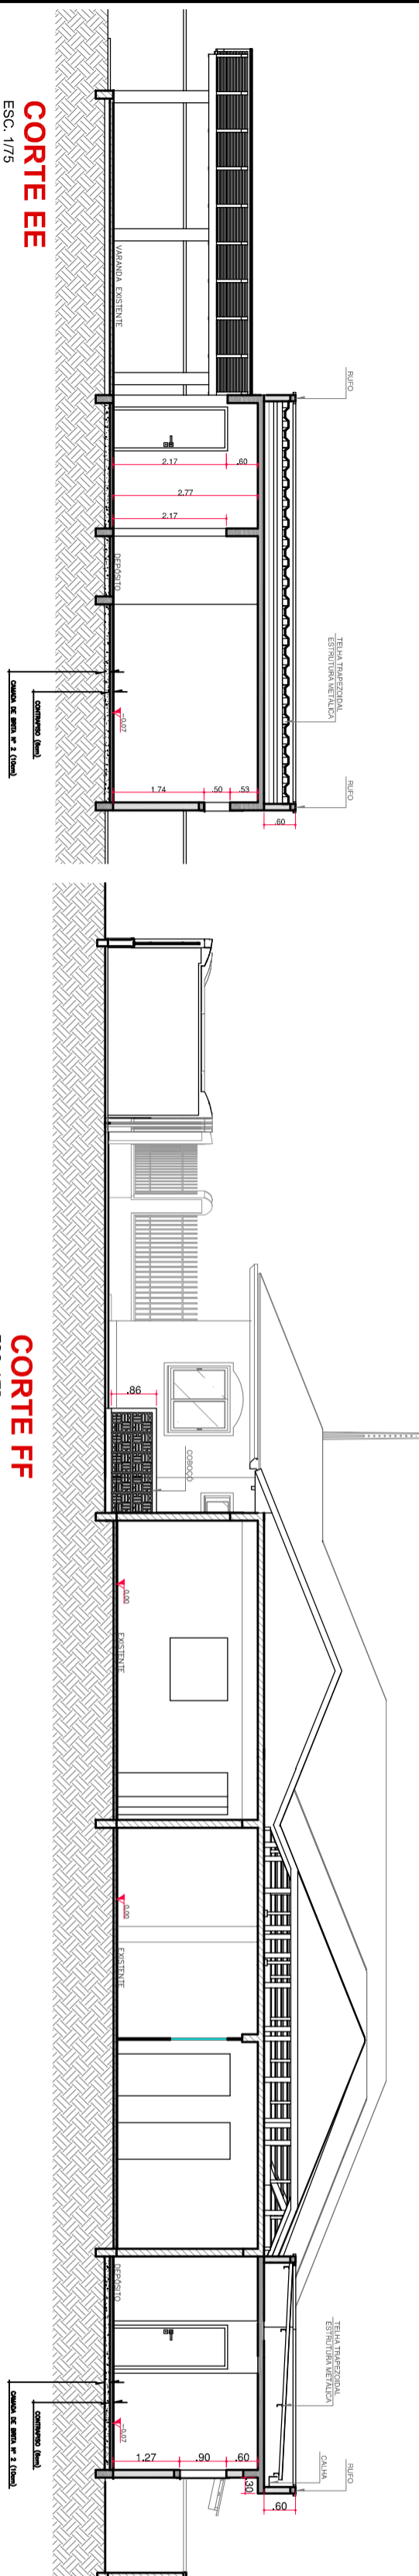 RUFO
RUFO
TELHA TRAPEZOIDAL
ESTRUTURA METÁLICA
.60
2.17
.60
2.77
2.17
1.74
.50
.53
VARANDA EXISTENTE
DEPÓSITO
-0.07
CONTRAPISO (6cm)
CAMADA DE BRITA Nº 2 (10cm)
CORTE EE
ESC. 1/75
TELHA TRAPEZOIDAL
ESTRUTURA METÁLICA
CALHA
RUFO
.60
.30
.86
COBOGÓ
0.00
EXISTENTE
0.00
EXISTENTE
DEPÓSITO
1.27
.90
.60
-0.07
CONTRAPISO (6cm)
CAMADA DE BRITA Nº 2 (10cm)
CORTE FF